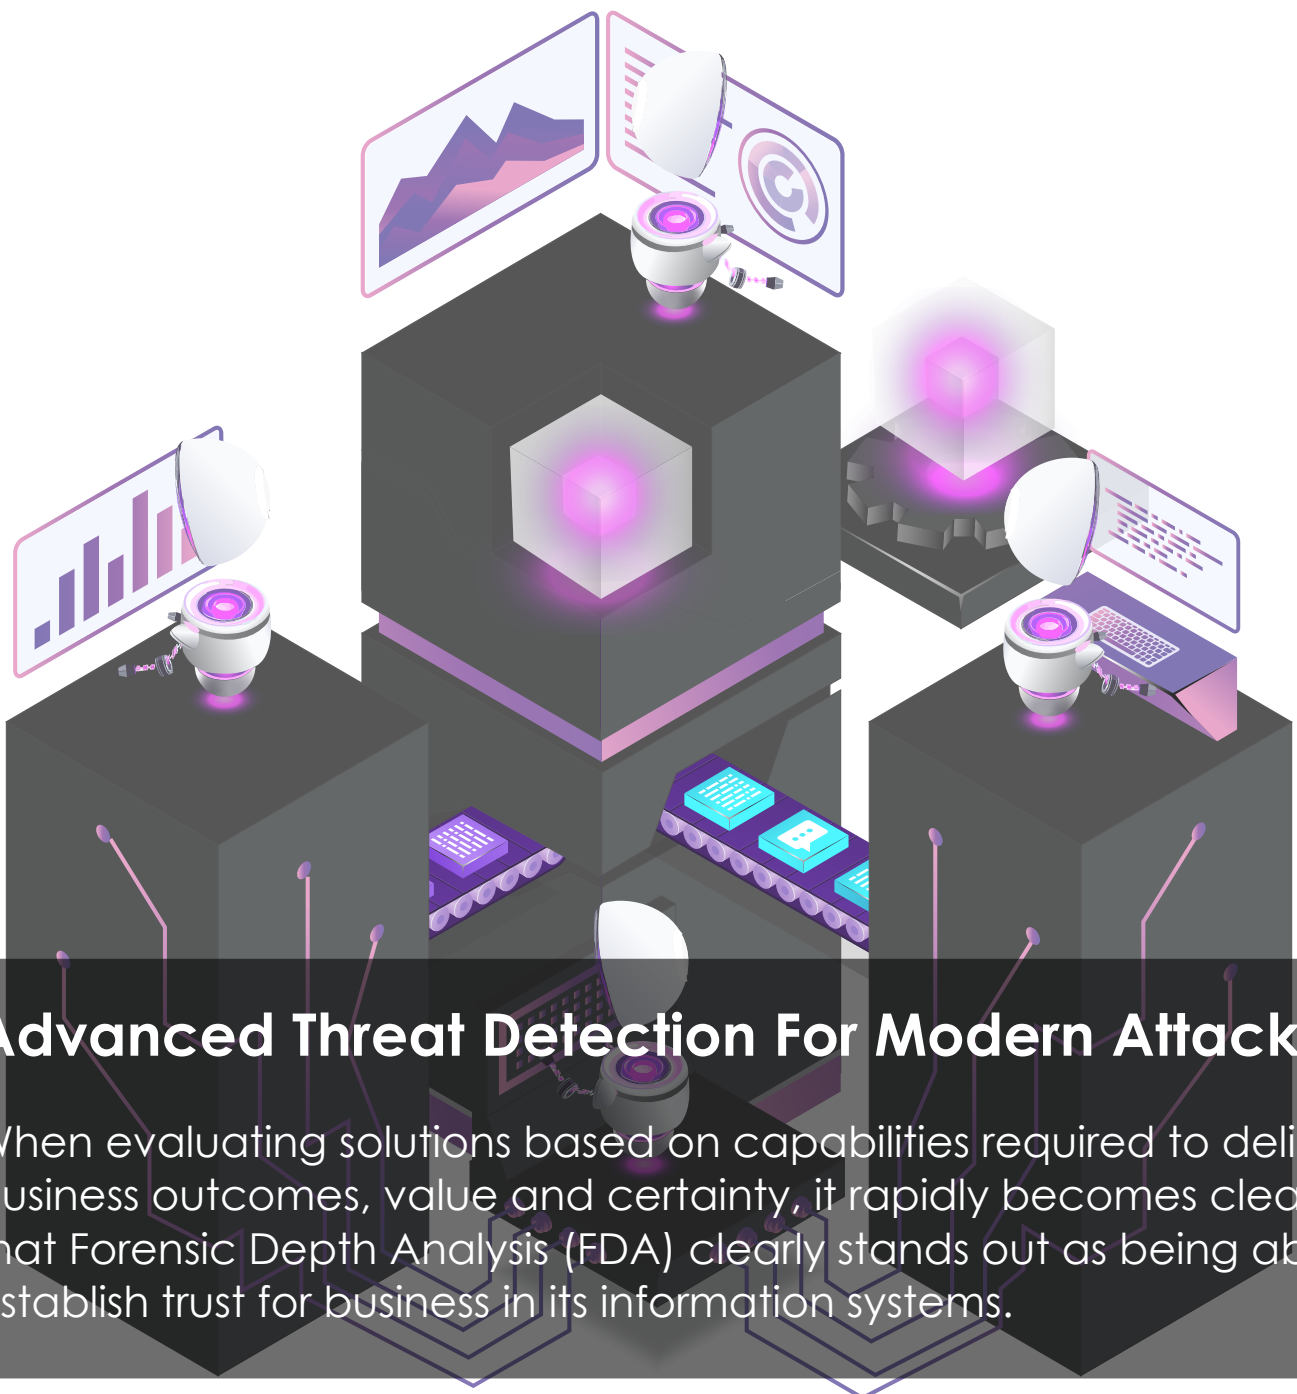 Advanced Threat Detection For Modern Attack
When evaluating solutions based on capabilities required to deli
usiness outcomes, value and certainty, it rapidly becomes clea
hat Forensic Depth Analysis (FDA) clearly stands out as being ab
stablish trust for business in its information systems.